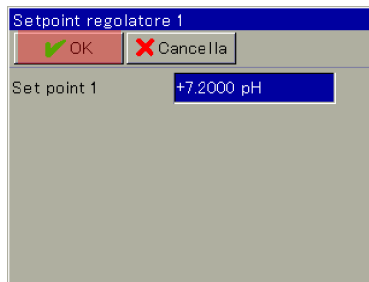 Setpoint regolatore 1
OK Cancella
Set point 1 +7.2000 pH